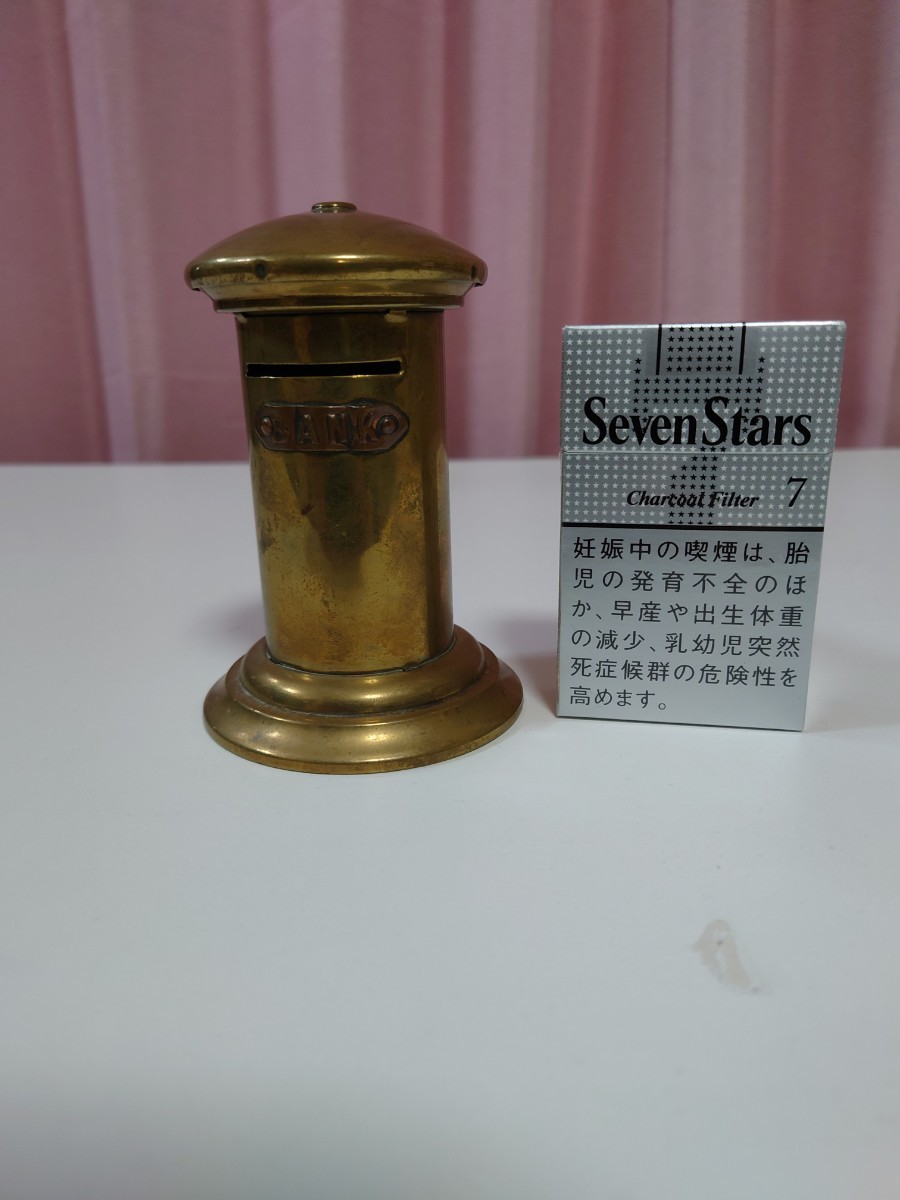 BANK
Seven Stars
Charcoal Filter 7
妊娠中の喫煙は、胎
児の発育不全のほ
か、早産や出生体重
の減少、乳幼児突然
死症候群の危険性を
高めます。